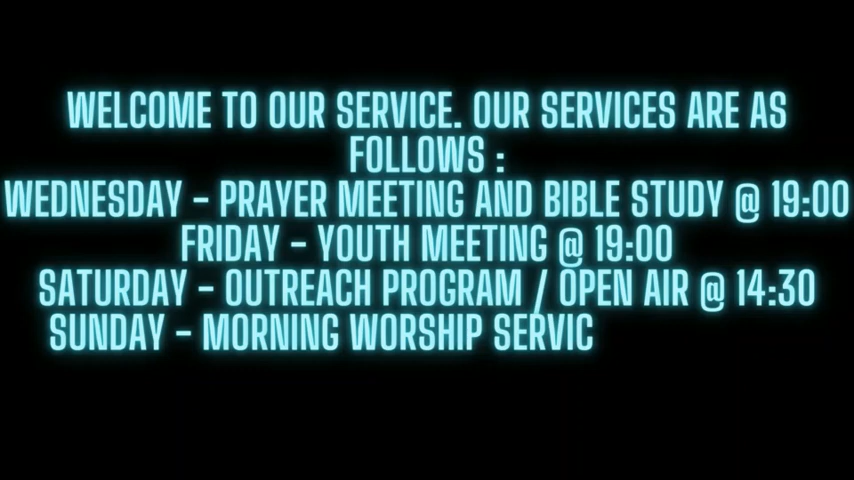 WELCOME TO OUR SERVICE. OUR SERVICES ARE AS
FOLLOWS :
WEDNESDAY - PRAYER MEETING AND BIBLE STUDY @ 19:00
FRIDAY - YOUTH MEETING @ 19:00
SATURDAY - OUTREACH PROGRAM / OPEN AIR @ 14:30
SUNDAY - MORNING WORSHIP SERVIC